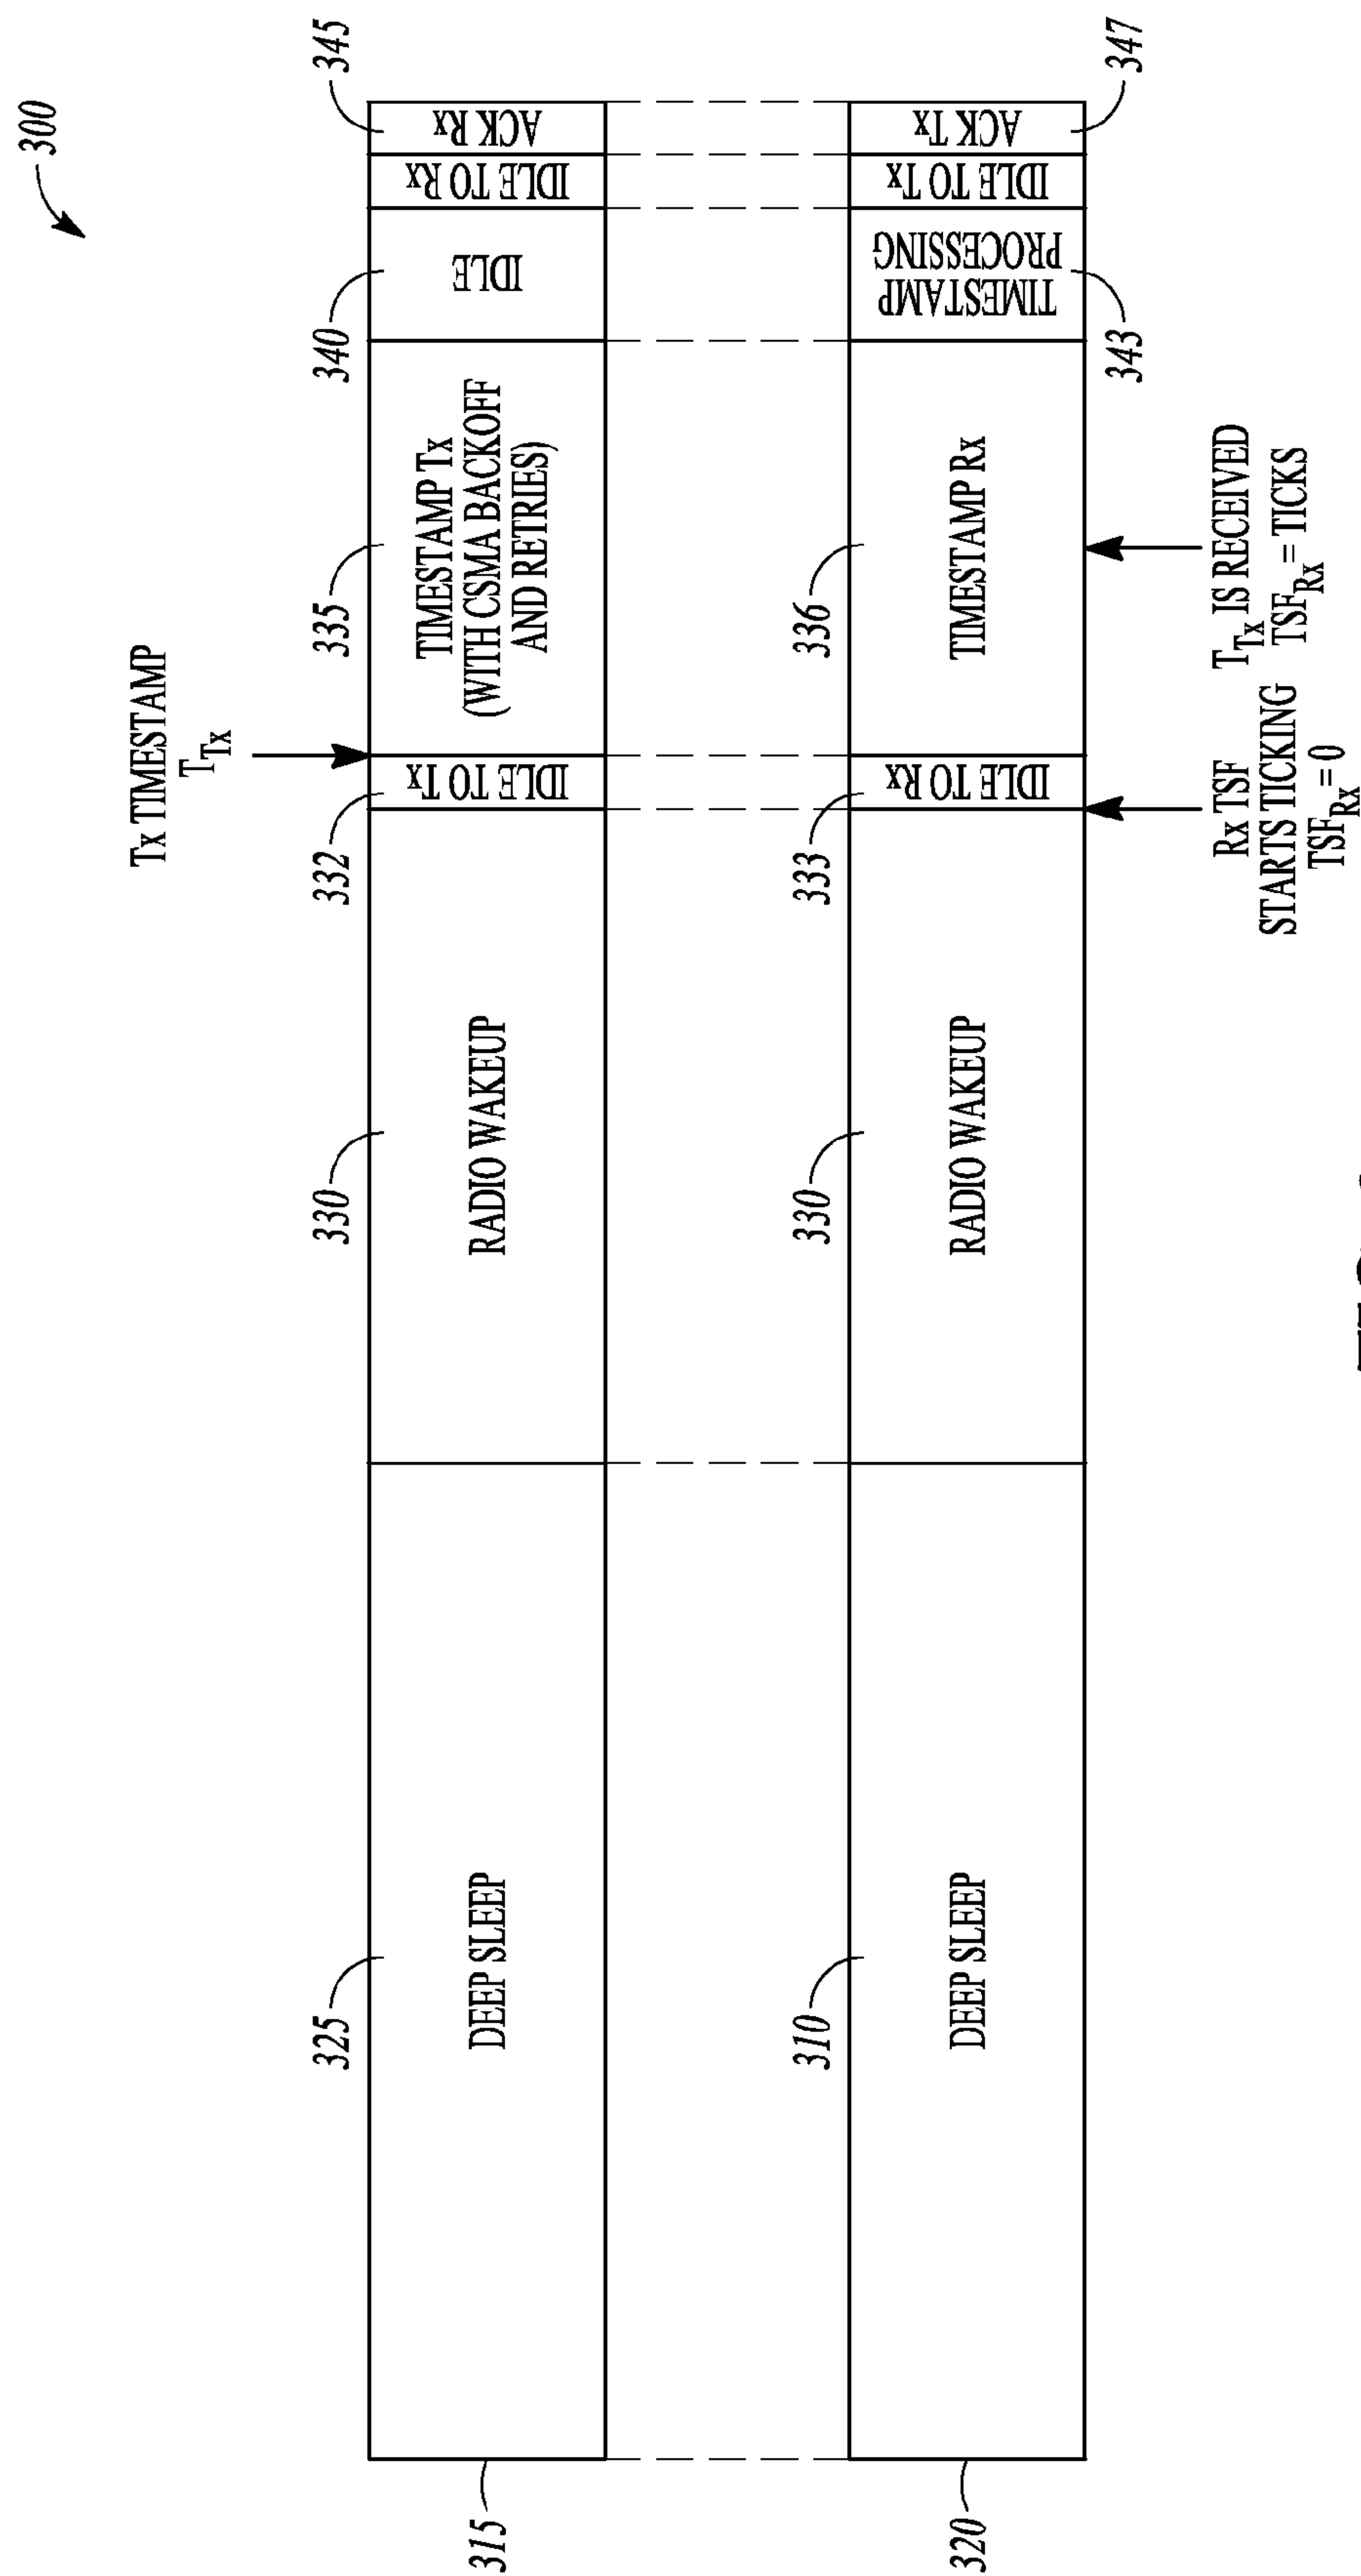 300
Tx TIMESTAMP
TTx
325
330
332
335
340
345
315
DEEP SLEEP
RADIO WAKEUP
IDLE TO Tx
TIMESTAMP Tx
(WITH CSMA BACKOFF
AND RETRIES)
IDLE
IDLE TO Rx
ACK Rx
310
330
333
336
320
DEEP SLEEP
RADIO WAKEUP
IDLE TO Rx
TIMESTAMP Rx
TIMESTAMP
PROCESSING
IDLE TO Tx
ACK Tx
343
347
Rx TSF
STARTS TICKING
TSFRx = 0
TTx IS RECEIVED
TSFRx = TICKS